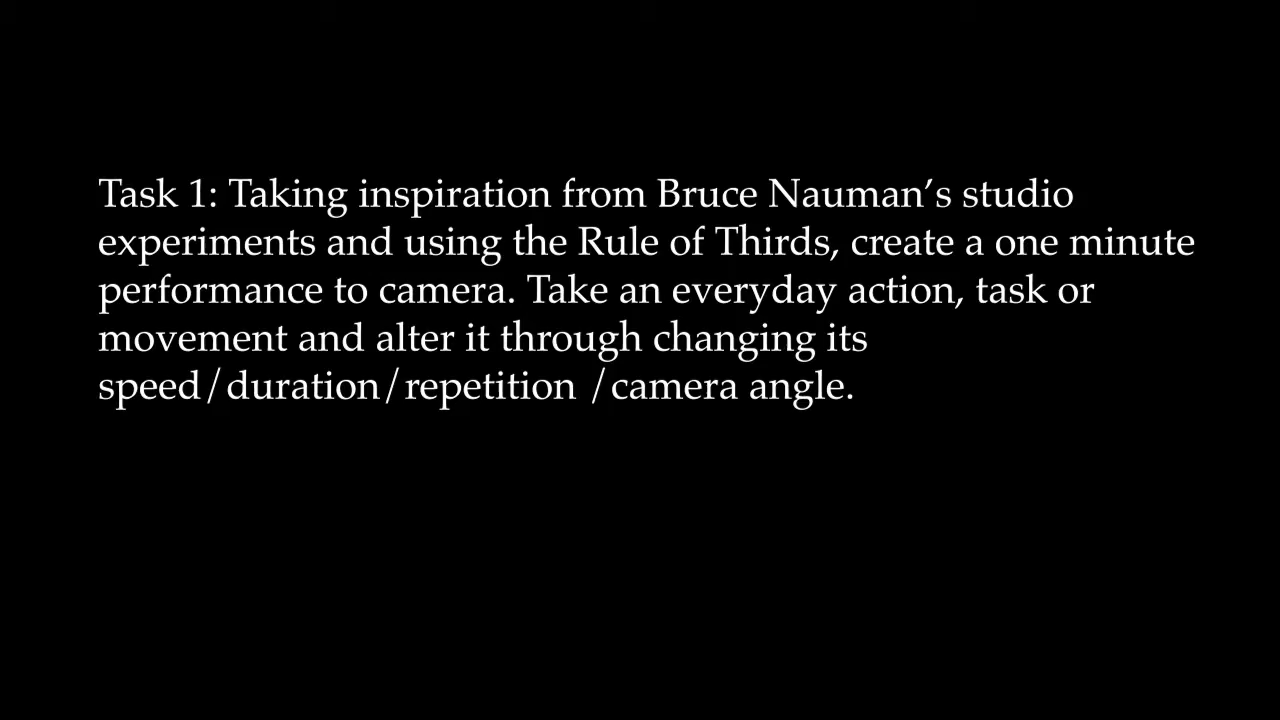 Task 1: Taking inspiration from Bruce Nauman’s studio
experiments and using the Rule of Thirds, create a one minute
performance to camera. Take an everyday action, task or
movement and alter it through changing its
speed/duration/repetition /camera angle.